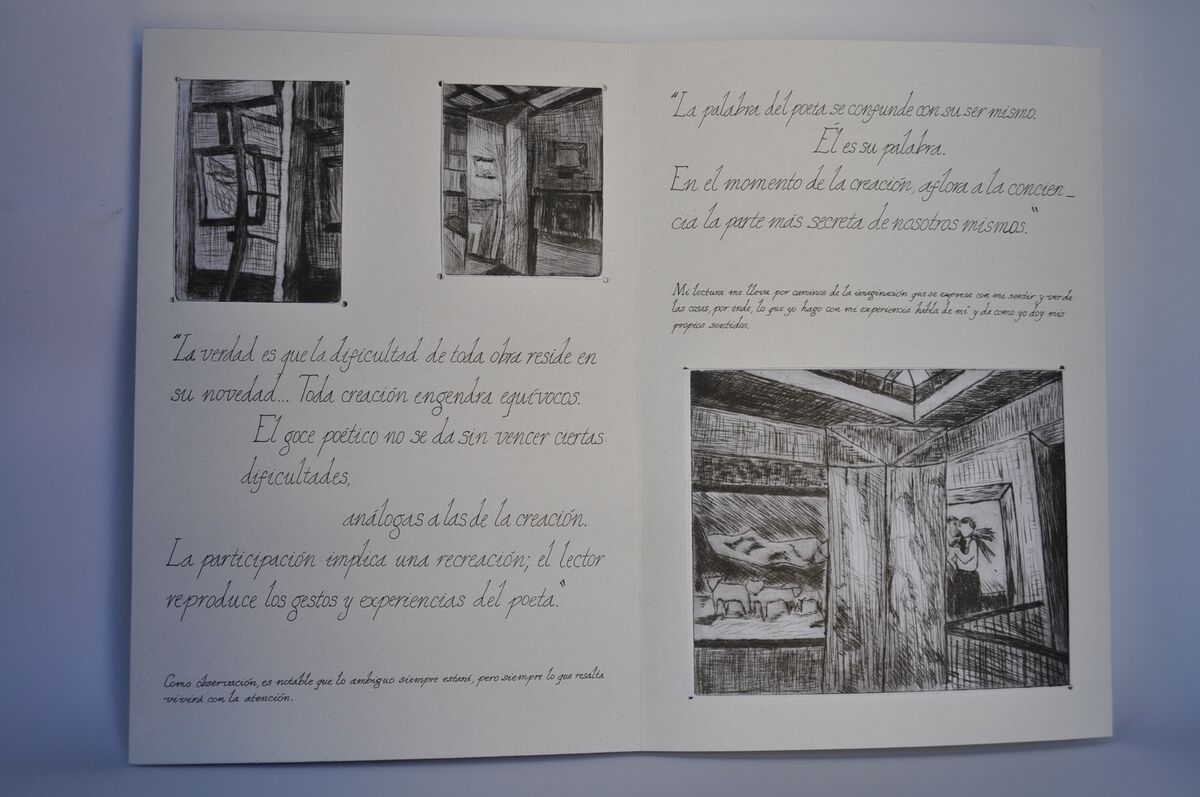 "La verdad es que la dificultad de toda obra reside en
su novedad... Toda creación engendra equívocos.
El goce poético no se da sin vencer ciertas
dificultades,
análogas a las de la creación.
La participación implica una recreación; el lector
reproduce los gestos y experiencias del poeta."
Como observación, es notable que lo ambiguo siempre estará, pero siempre lo que resalta
vivirá con la atención.
"La palabra del poeta se confunde con su ser mismo.
Él es su palabra.
En el momento de la creación, aflora a la concien-
cia la parte más secreta de nosotros mismos."
Mi lectura me lleva por caminos de la imaginación que se expresa con mi sentir y ver de
las cosas, por ende, lo que yo hago con mi experiencia habla de mí y de como yo doy mis
propios sentidos.